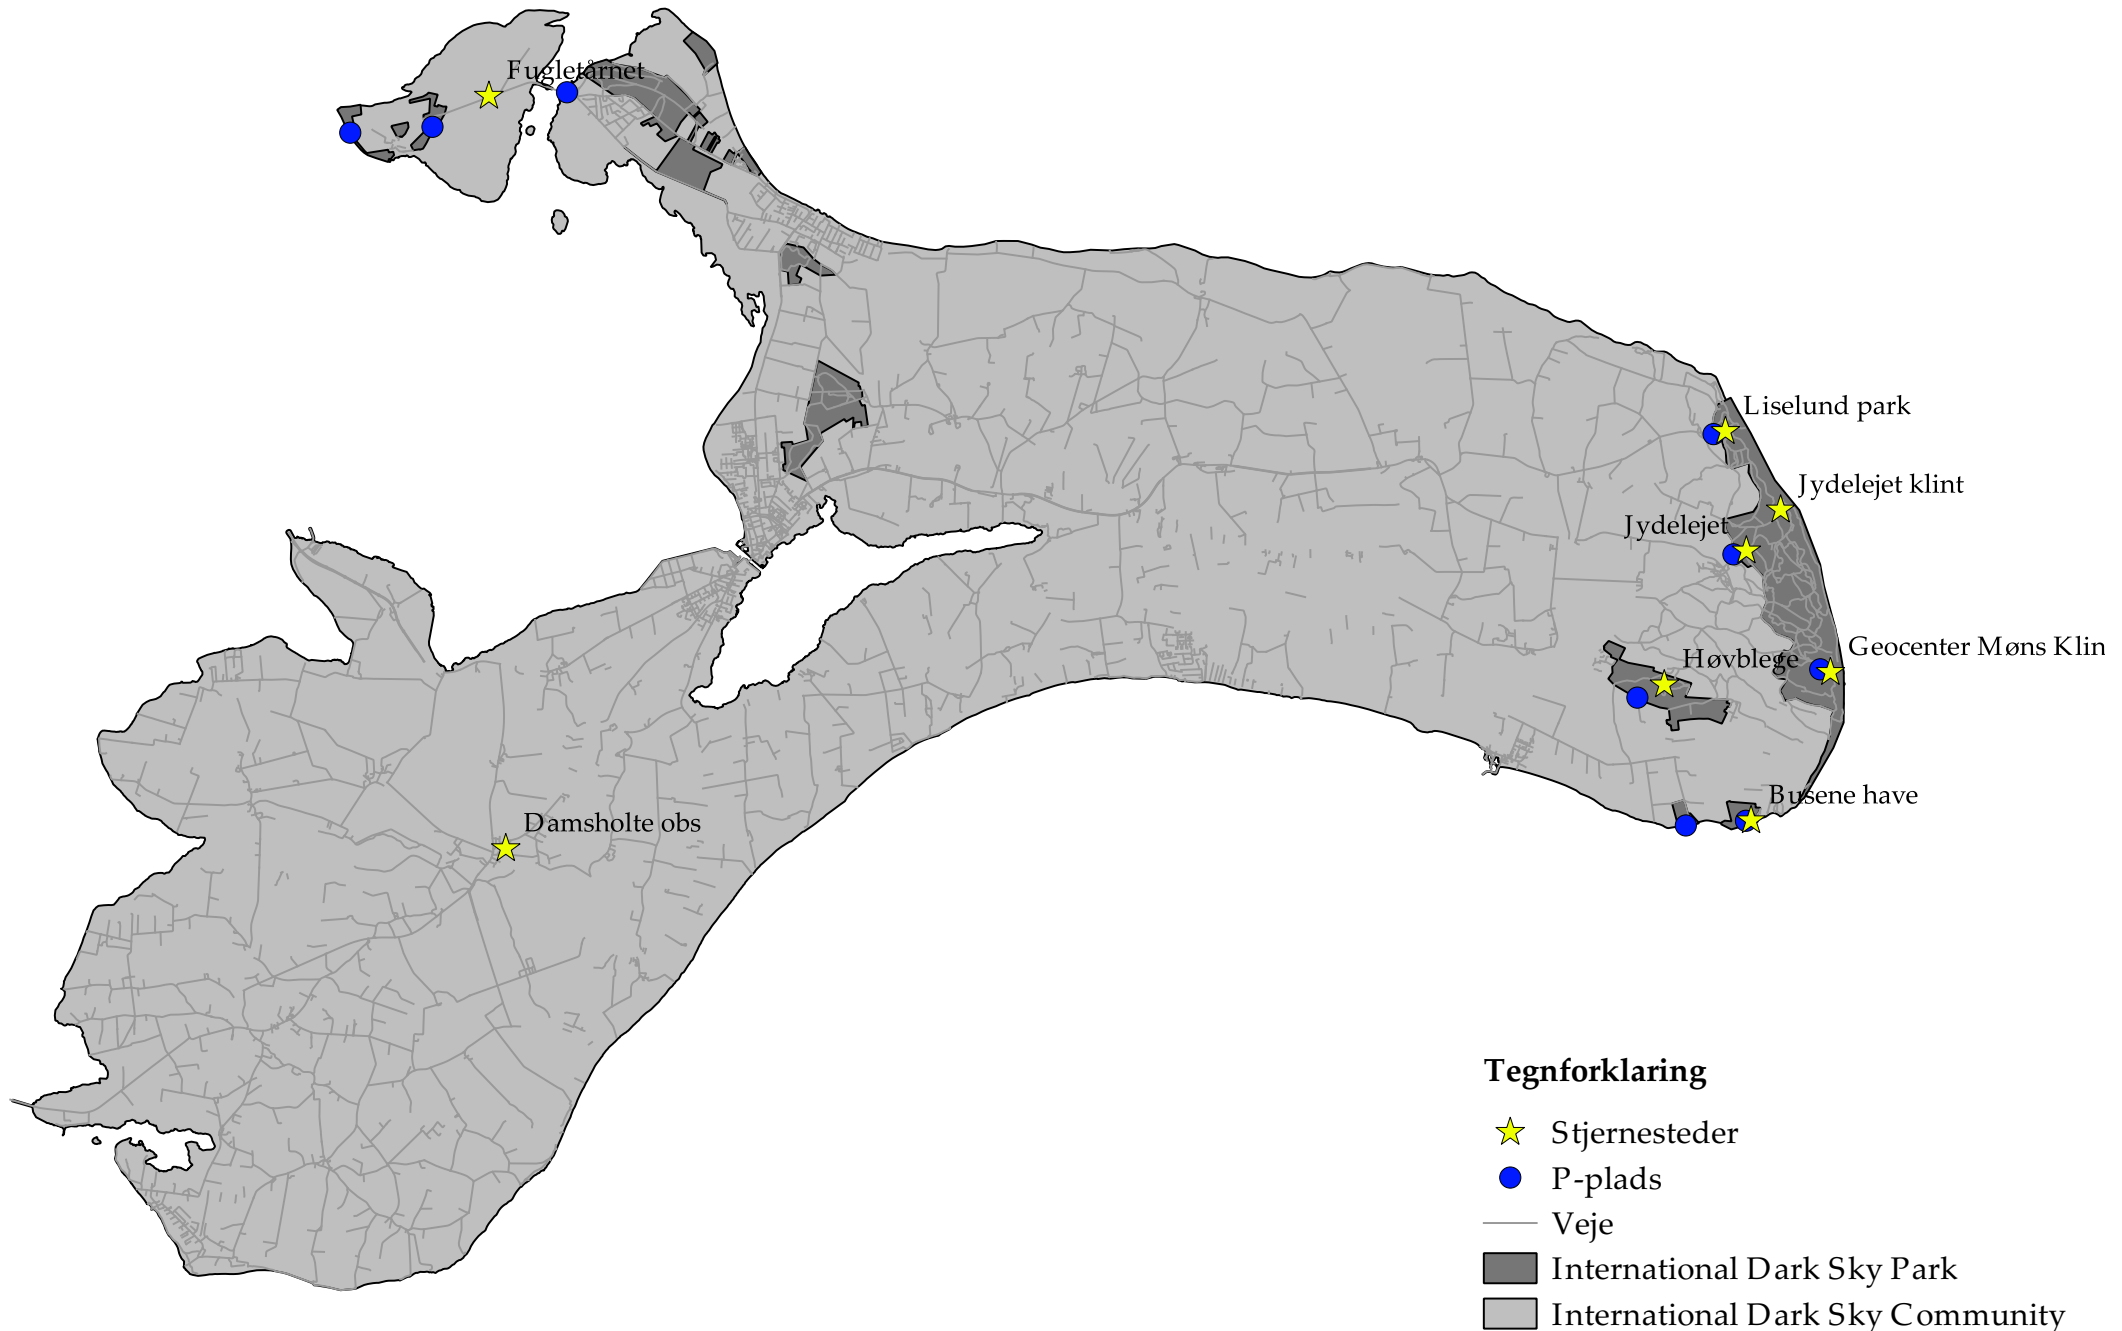 Fugletårnet
Liselund park
Jydelejet klint
Jydelejet
Geocenter Møns Klin
Høvblege
Busene have
Damsholte obs
Tegnforklaring
Stjernesteder
P-plads
Veje
International Dark Sky Park
International Dark Sky Community